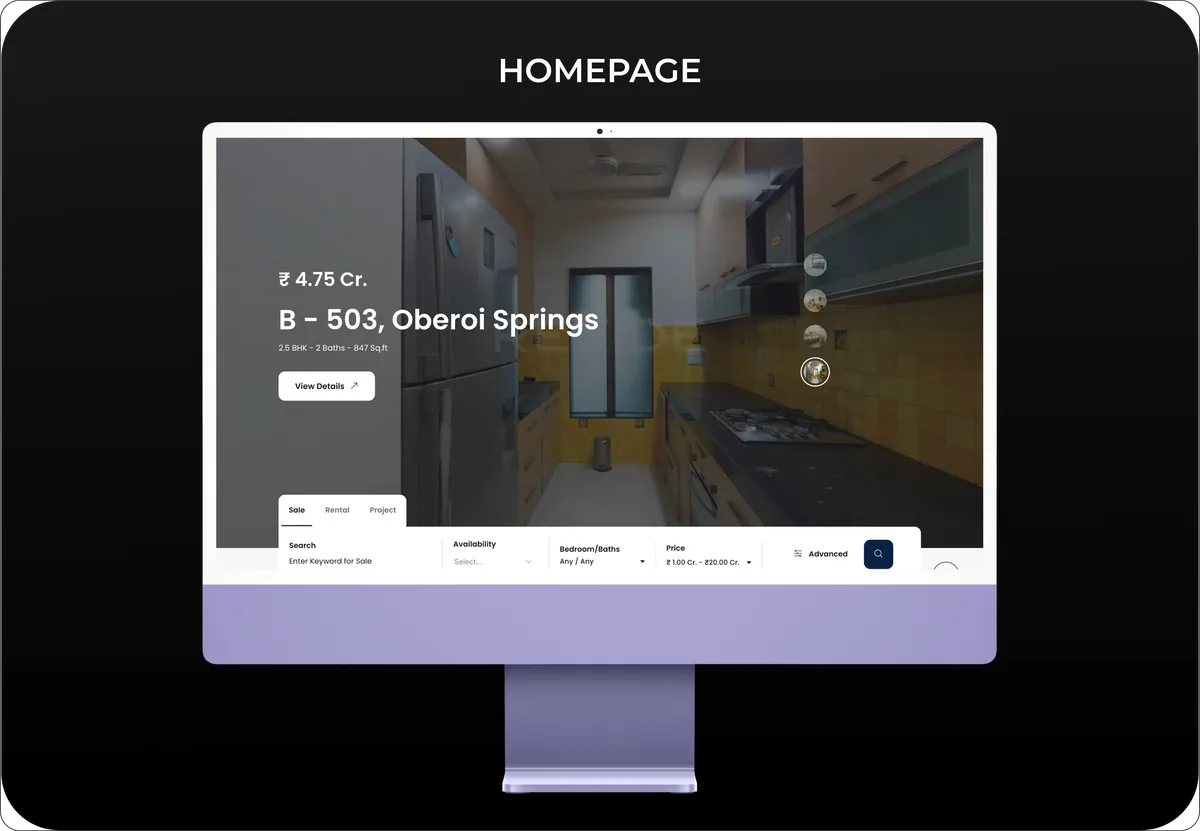 HOMEPAGE
₹ 4.75 Cr.
B - 503, Oberoi Springs
2.5 BHK - 2 Baths - 847 Sq.ft
View Details
Sale Rental Project
Search
Enter Keyword for Sale
Availability
Select...
Bedroom/Baths
Any / Any
Price
₹ 1.00 Cr. - ₹20.00 Cr.
Advanced